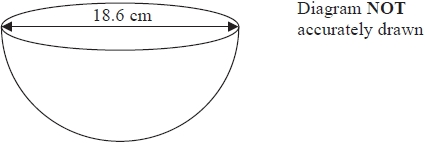 18.6 cm
Diagram NOT
accurately drawn